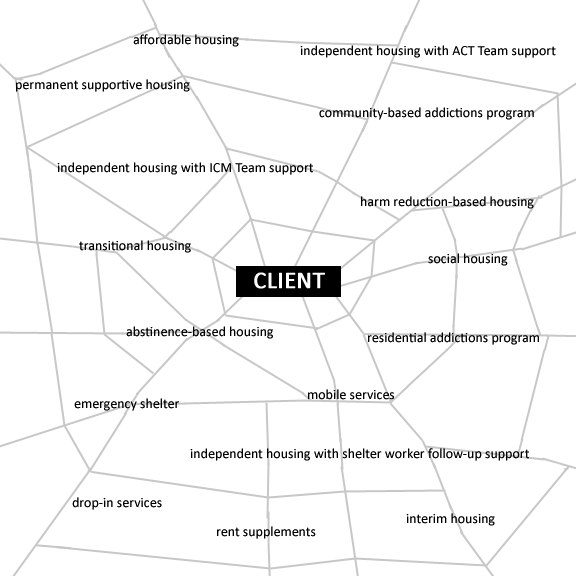 affordable housing
independent housing with ACT Team support
permanent supportive housing
community-based addictions program
independent housing with ICM Team support
harm reduction-based housing
transitional housing
social housing
CLIENT
abstinence-based housing
residential addictions program
mobile services
emergency shelter
independent housing with shelter worker follow-up support
drop-in services
interim housing
rent supplements